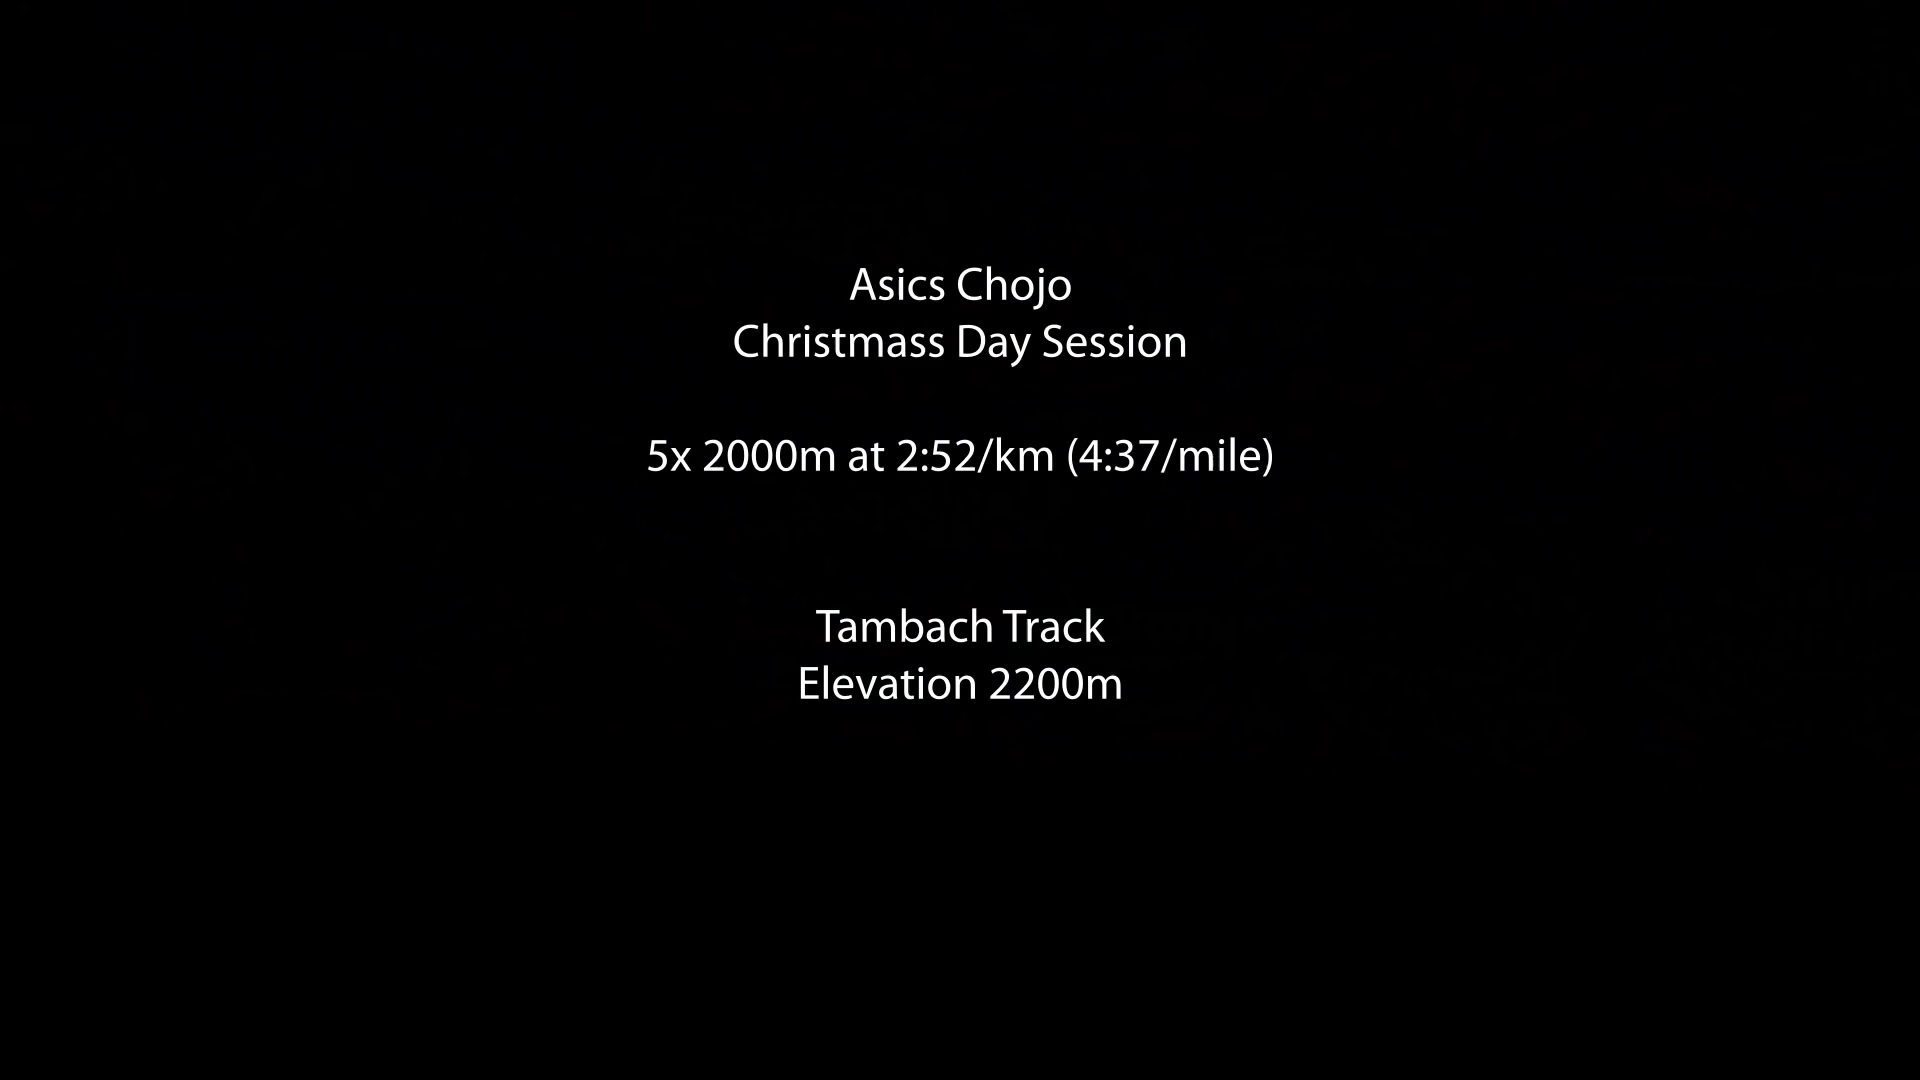 Asics Chojo
Christmass Day Session
5x 2000m at 2:52/km (4:37/mile)
Tambach Track
Elevation 2200m